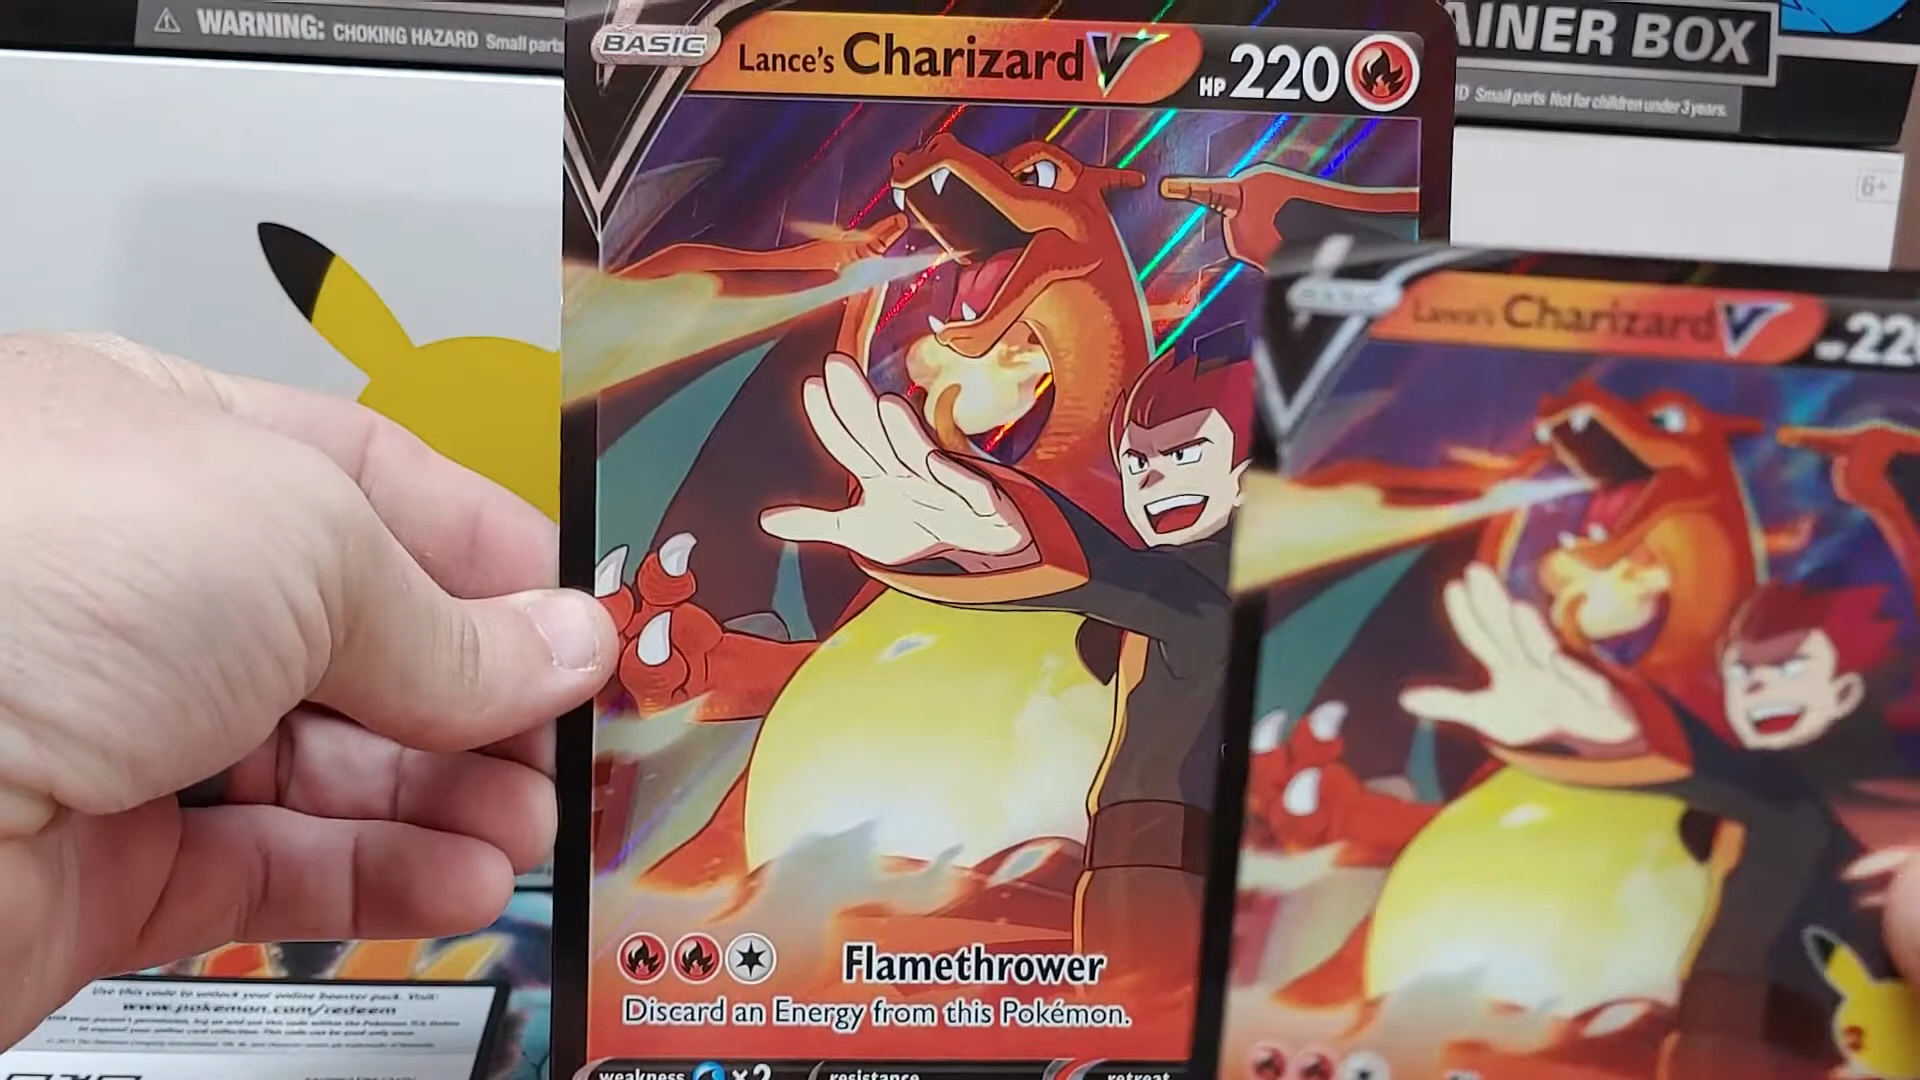 WARNING: CHOKING HAZARD Small parts
AINER BOX
Small parts Not for children under 3 years.
6+
BASIC
Lance's Charizard V
HP 220
Lance's Charizard V
220
Flamethrower
Discard an Energy from this Pokémon.
weakness ×2
resistance
retreat
Use this code to unlock your online booster pack. Visit:
www.pokemon.com/redeem